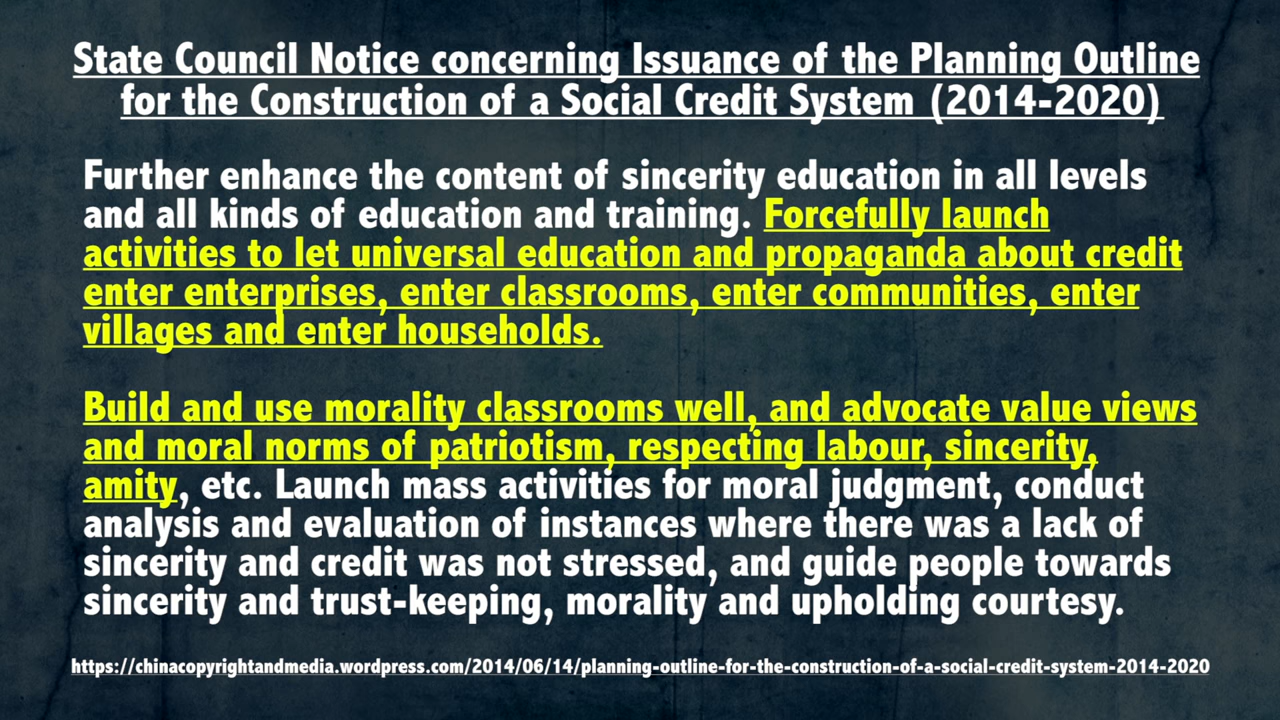 State Council Notice concerning Issuance of the Planning Outline
for the Construction of a Social Credit System (2014-2020)
Further enhance the content of sincerity education in all levels
and all kinds of education and training. Forcefully launch
activities to let universal education and propaganda about credit
enter enterprises, enter classrooms, enter communities, enter
villages and enter households.
Build and use morality classrooms well, and advocate value views
and moral norms of patriotism, respecting labour, sincerity,
amity, etc. Launch mass activities for moral judgment, conduct
analysis and evaluation of instances where there was a lack of
sincerity and credit was not stressed, and guide people towards
sincerity and trust-keeping, morality and upholding courtesy.
https://chinacopyrightandmedia.wordpress.com/2014/06/14/planning-outline-for-the-construction-of-a-social-credit-system-2014-2020